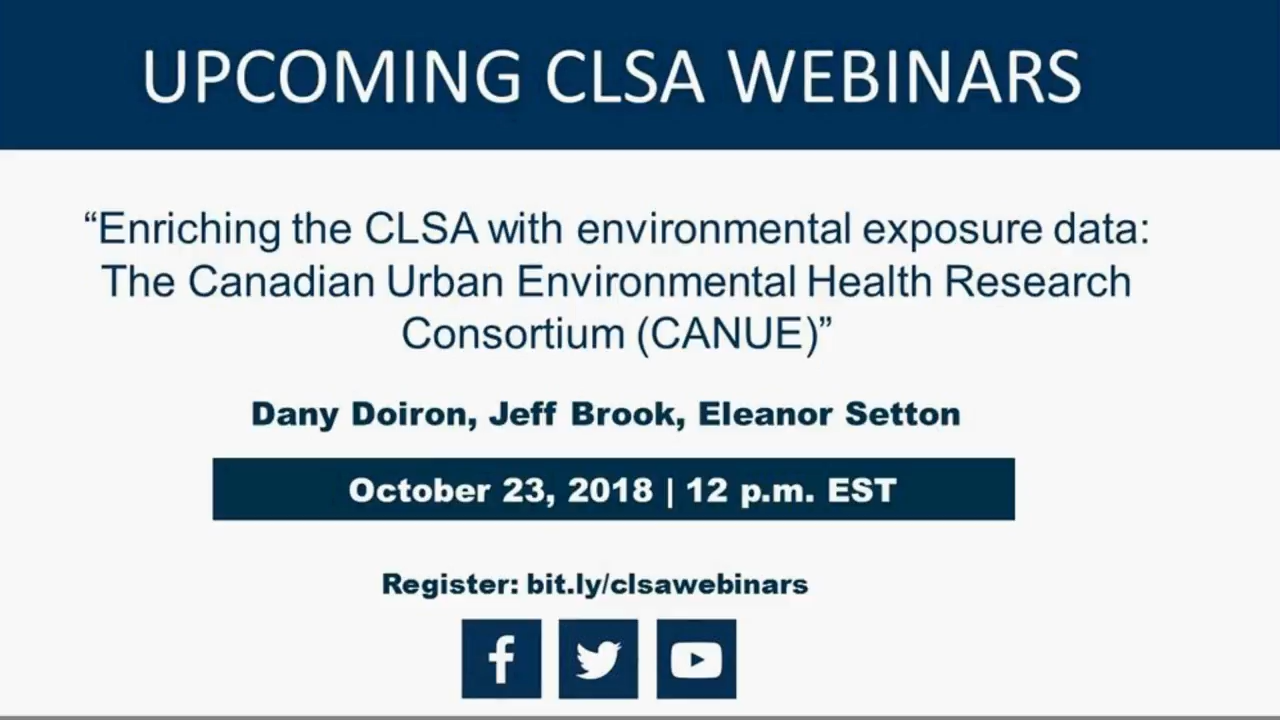 UPCOMING CLSA WEBINARS
“Enriching the CLSA with environmental exposure data:
The Canadian Urban Environmental Health Research
Consortium (CANUE)”
Dany Doiron, Jeff Brook, Eleanor Setton
October 23, 2018 | 12 p.m. EST
Register: bit.ly/clsawebinars